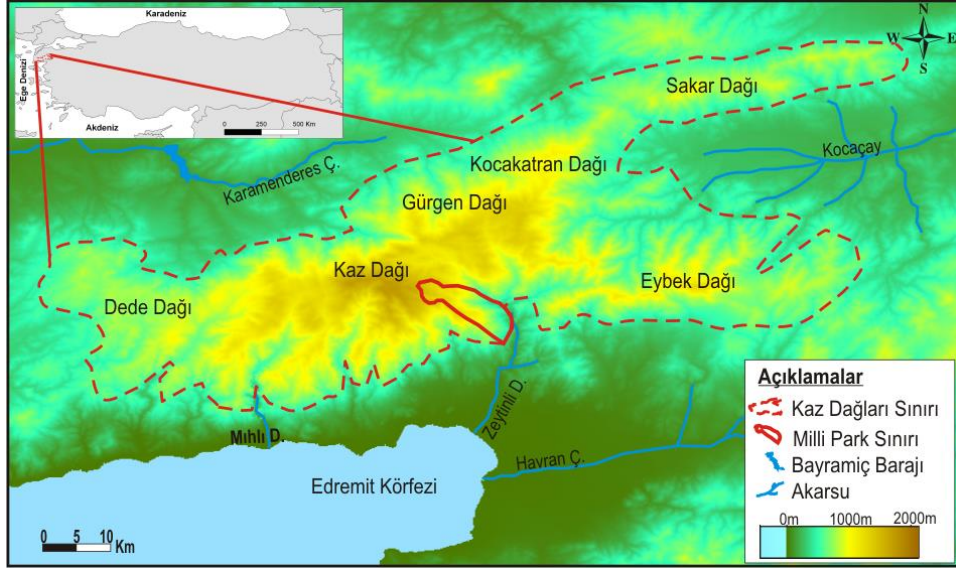 Karadeniz
Ege Denizi
Akdeniz
0 250 500 Km
N
W E
S
Sakar Dağı
Kocaçay
Kocakatran Dağı
Karamenderes Ç.
Gürgen Dağı
Kaz Dağı
Eybek Dağı
Dede Dağı
Açıklamalar
Kaz Dağları Sınırı
Milli Park Sınırı
Bayramiç Barajı
Akarsu
0m 1000m 2000m
Zeytinli D.
Mıhlı D.
Havran Ç.
Edremit Körfezi
0 5 10
Km